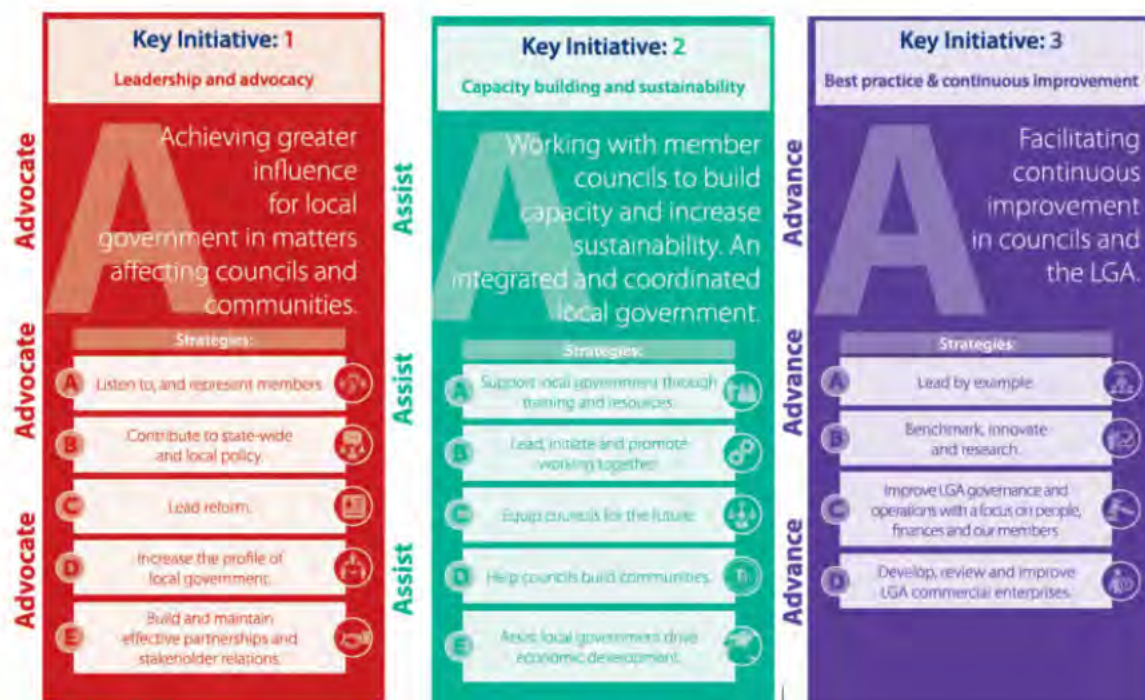 Key Initiative: 1
Leadership and advocacy
Advocate
Advocate
Advocate
A
Achieving greater
influence
for local
government in matters
affecting councils and
communities.
Strategies:
A
Listen to, and represent members.
B
Contribute to state-wide
and local policy.
C
Lead reform.
D
Increase the profile of
local government.
E
Build and maintain
effective partnerships and
stakeholder relations.
Key Initiative: 2
Capacity building and sustainability
Assist
Assist
Assist
A
Working with member
councils to build
capacity and increase
sustainability. An
integrated and coordinated
local government.
Strategies:
A
Support local government through
training and resources.
B
Lead, initiate and promote
working together.
C
Equip councils for the future.
D
Help councils build communities.
E
Assist local government drive
economic development.
Key Initiative: 3
Best practice & continuous improvement
Advance
Advance
Advance
A
Facilitating
continuous
improvement
in councils and
the LGA.
Strategies:
A
Lead by example.
B
Benchmark, innovate
and research.
C
Improve LGA governance and
operations with a focus on people,
finances and our members.
D
Develop, review and improve
LGA commercial enterprises.